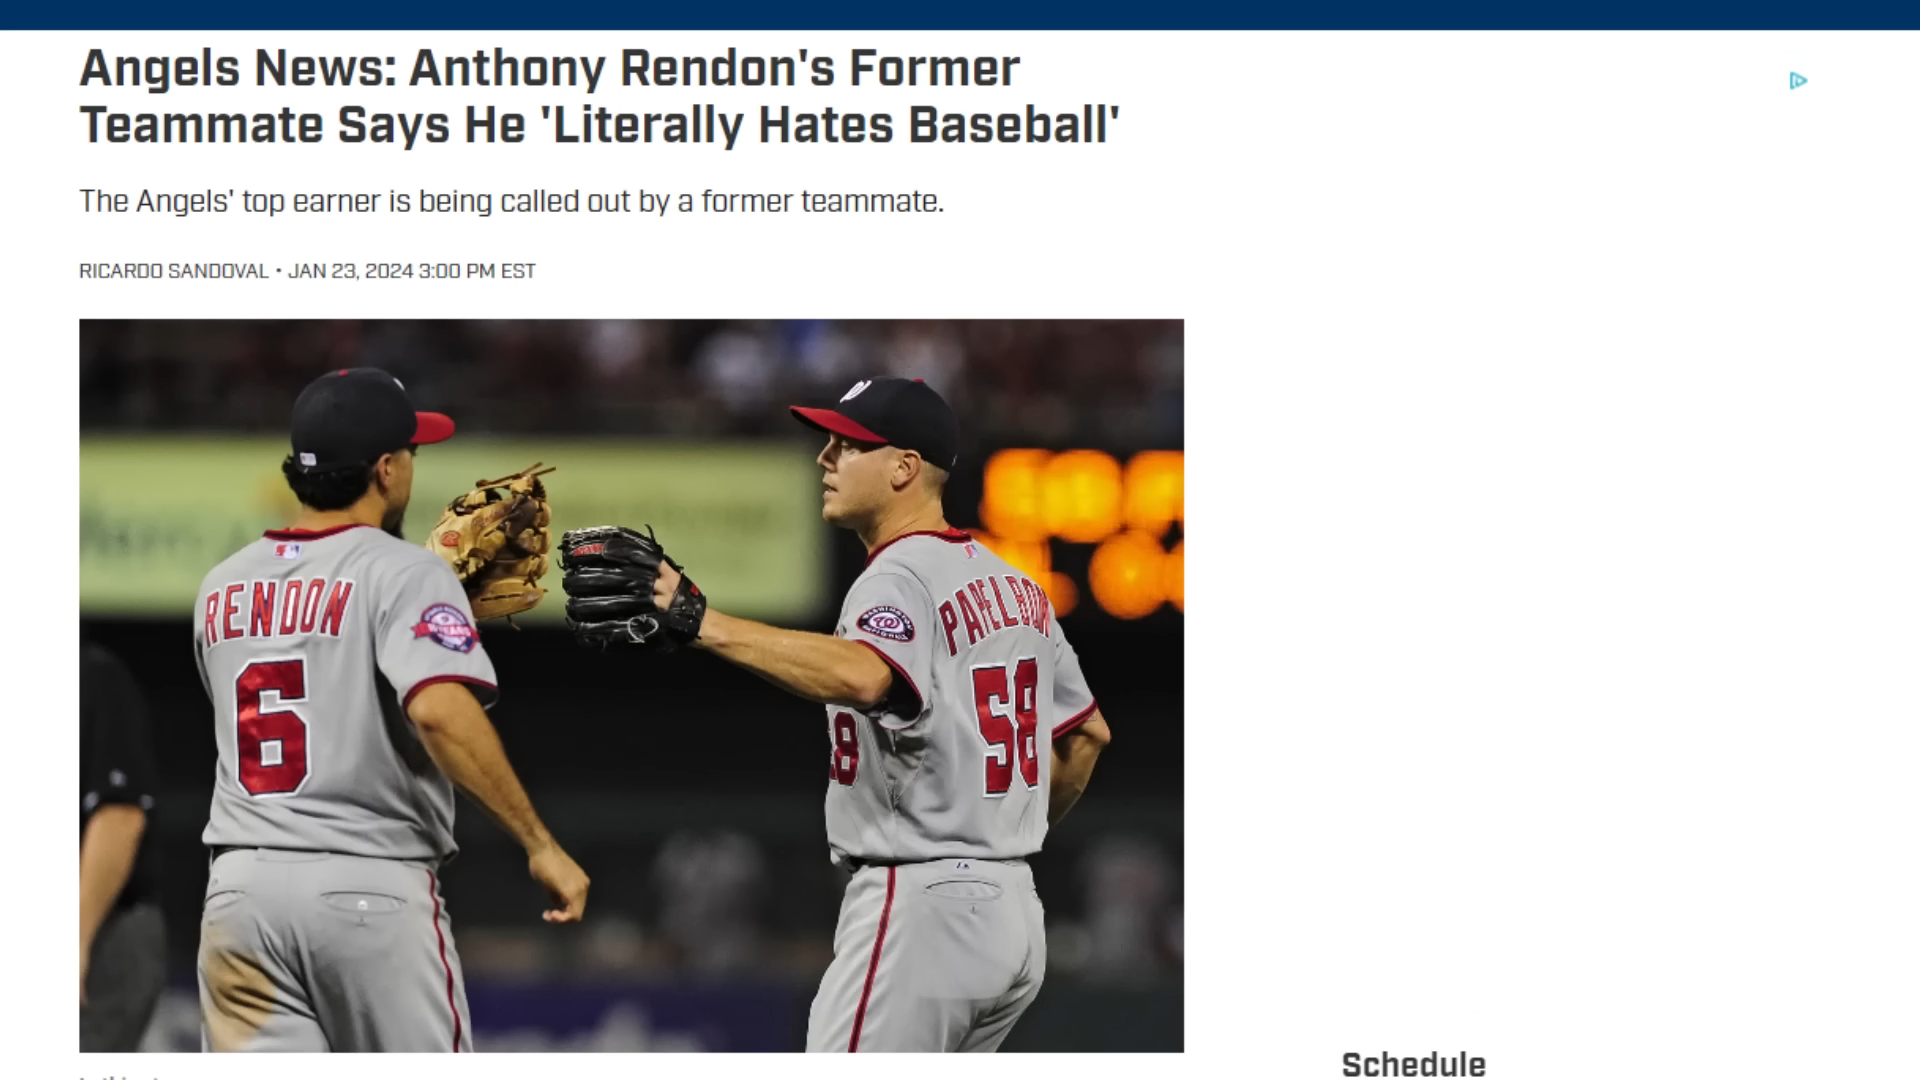 Angels News: Anthony Rendon's Former
Teammate Says He 'Literally Hates Baseball'
The Angels' top earner is being called out by a former teammate.
RICARDO SANDOVAL • JAN 23, 2024 3:00 PM EST
RENDON
6
PAPELBON
58
Schedule